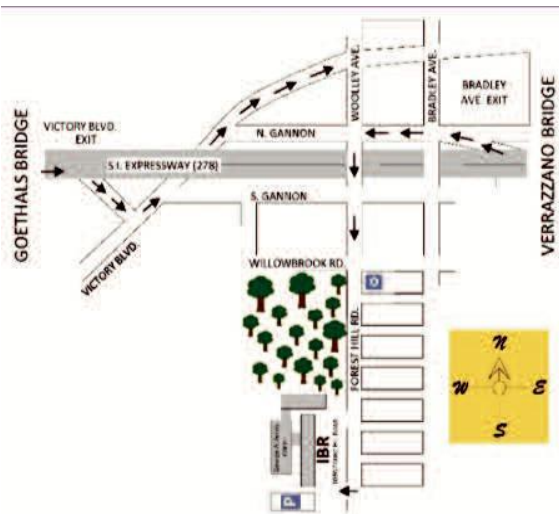 WOOLLEY AVE.
BRADLEY AVE.
BRADLEY
AVE. EXIT
VICTORY BLVD.
EXIT
N. GANNON
GOETHALS BRIDGE
S.I. EXPRESSWAY (278)
VERRAZZANO BRIDGE
S. GANNON
VICTORY BLVD.
WILLOWBROOK RD.
FOREST HILL RD.
N
W
E
S
IBR
P